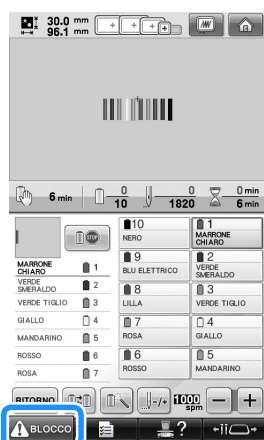 30.0 mm
96.1 mm
6 min
0
10
0
1820
0 min
6 min
STOP
10
NERO
1
MARRONE
CHIARO
9
BLU ELETTRICO
2
VERDE
SMERALDO
8
LILLA
3
VERDE TIGLIO
7
ROSA
4
GIALLO
6
ROSSO
5
MANDARINO
MARRONE
CHIARO
1
VERDE
SMERALDO
2
VERDE TIGLIO
3
GIALLO
4
MANDARINO
5
ROSSO
6
ROSA
7
RITORNO
-/+
1000
spm
−
+
BLOCCO
?